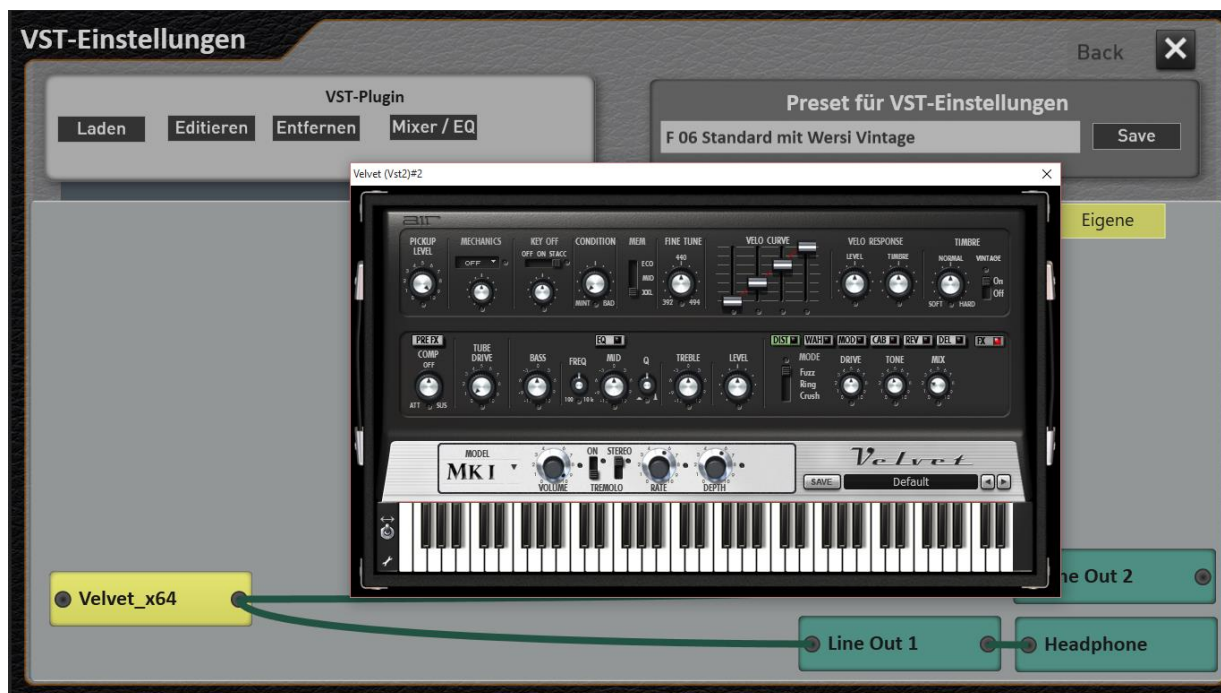 VST-Einstellungen
Back
VST-Plugin
Laden Editieren Entfernen Mixer / EQ
Preset für VST-Einstellungen
F 06 Standard mit Wersi Vintage
Save
Velvet (Vst2)#2
Eigene
air
PICKUP LEVEL
MECHANICS
OFF
KEY OFF
OFF ON STACC
CONDITION
MINT BAD
MEM
ECO
MID
XXL
FINE TUNE
440
392 494
VELO CURVE
VELO RESPONSE
LEVEL TIMBRE
TIMBRE
NORMAL VINTAGE
On
Off
SOFT HARD
PRE FX
COMP
OFF
ATT SUS
TUBE DRIVE
EQ
BASS FREQ MID Q TREBLE LEVEL
100 10k
DIST WAH MOD CAB REV DEL FX
MODE
Fuzz
Ring
Crush
DRIVE TONE MIX
MODEL
MK I
VOLUME
ON STEREO
TREMOLO
RATE DEPTH
Velvet
SAVE Default
Velvet_x64
ne Out 2
Line Out 1
Headphone